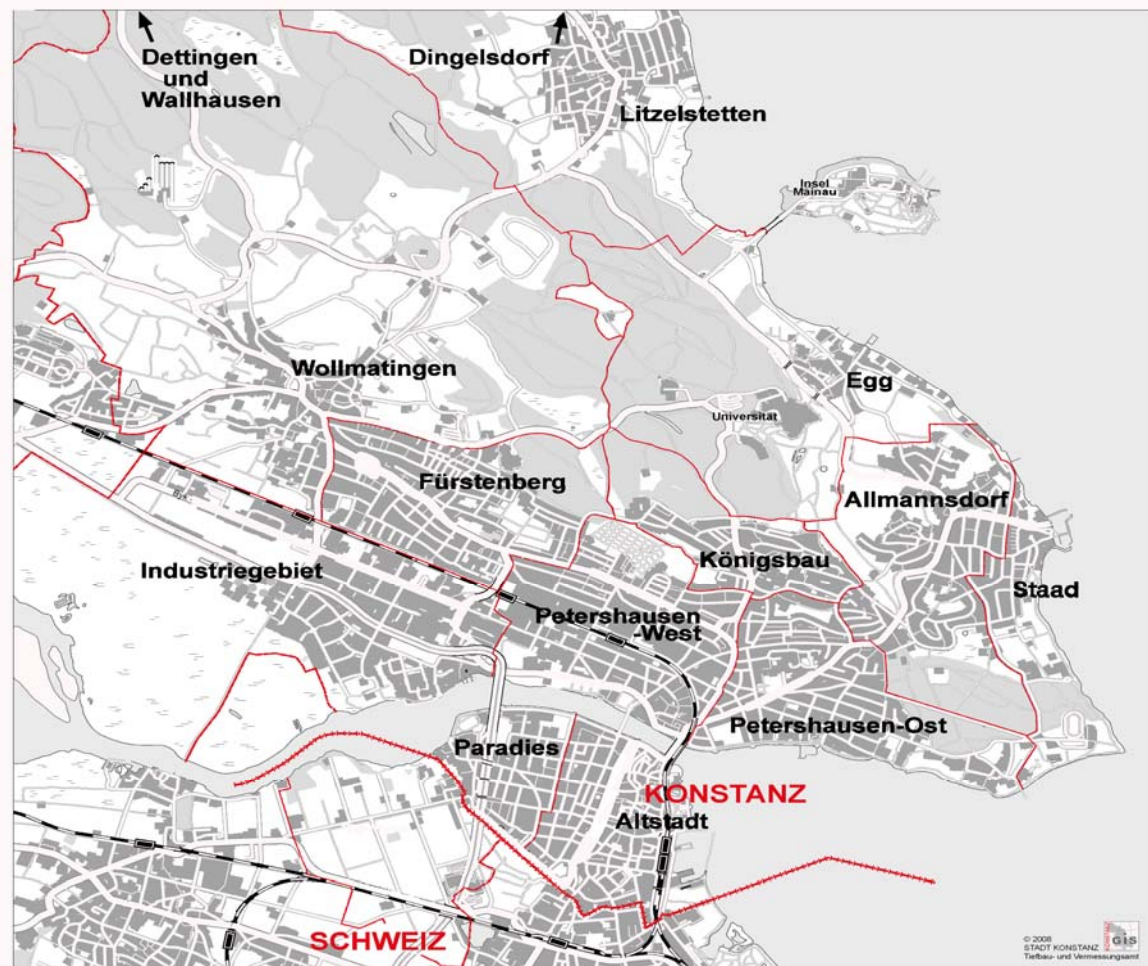 Dettingen
und
Wallhausen
Dingelsdorf
Litzelstetten
Insel
Mainau
Wollmatingen
Egg
Universität
Fürstenberg
Allmannsdorf
Königsbau
Industriegebiet
Staad
Petershausen
-West
Petershausen-Ost
Paradies
KONSTANZ
Altstadt
SCHWEIZ
© 2008
STADT KONSTANZ
Tiefbau- und Vermessungsamt
KONSTANZ
GIS